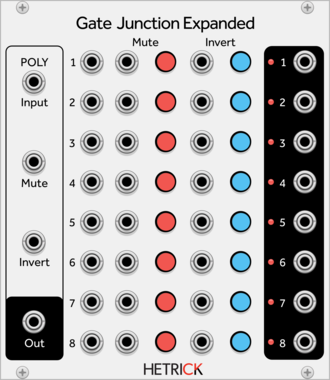 Gate Junction Expanded
Mute Invert
POLY
Input
Mute
Invert
Out
1 1
2 2
3 3
4 4
5 5
6 6
7 7
8 8
HETRICK